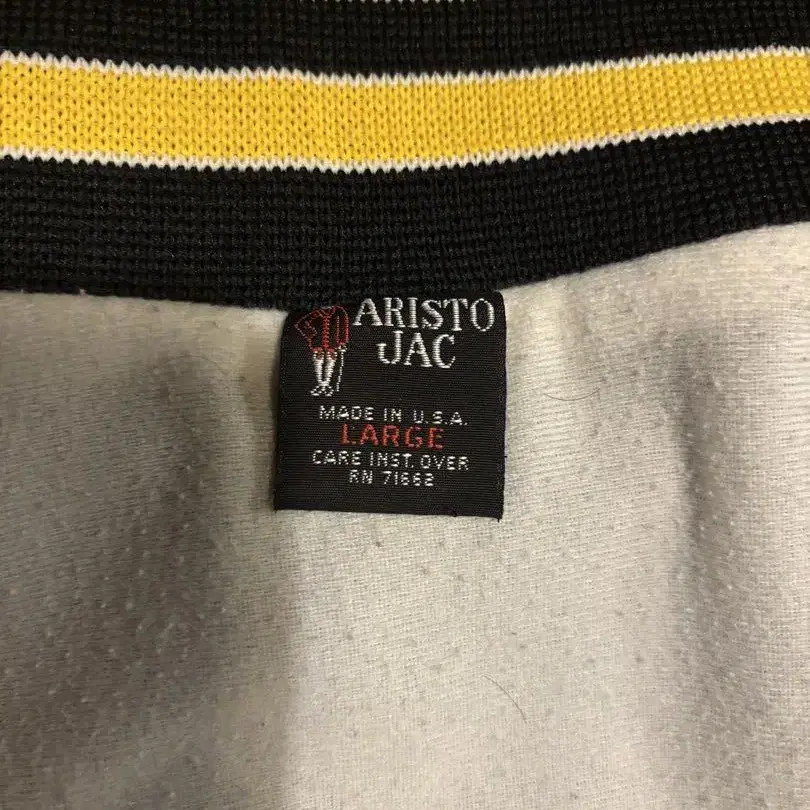 ARISTO
JAC
MADE IN U.S.A.
LARGE
CARE INST. OVER
RN 71662